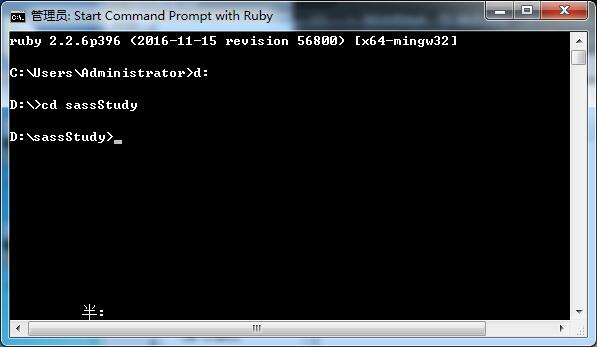 管理员: Start Command Prompt with Ruby
ruby 2.2.6p396 (2016-11-15 revision 56800) [x64-mingw32]
C:\Users\Administrator>d:
D:\>cd sassStudy
D:\sassStudy>_
半: